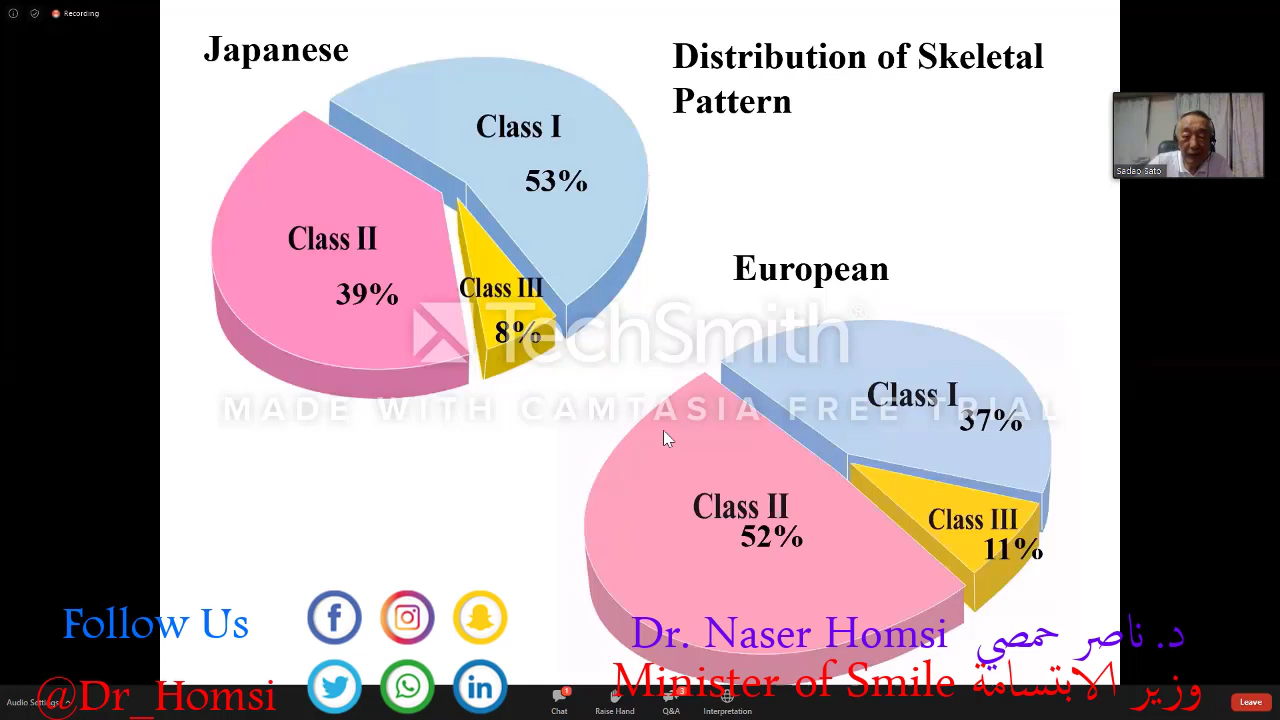 Recording
Japanese
Distribution of Skeletal
Pattern
Class I
53%
Sadao Sato
Class II
39%
Class III
8%
European
TechSmith
MADE WITH CAMTASIA FREE TRIAL
Class I
37%
Class II
52%
Class III
11%
Follow Us
@Dr_Homsi
Dr. Naser Homsi د. ناصر حمصي
Minister of Smile وزير الابتسامة
Audio Settings
Chat
1
Raise Hand
Q&A
3
Interpretation
Leave